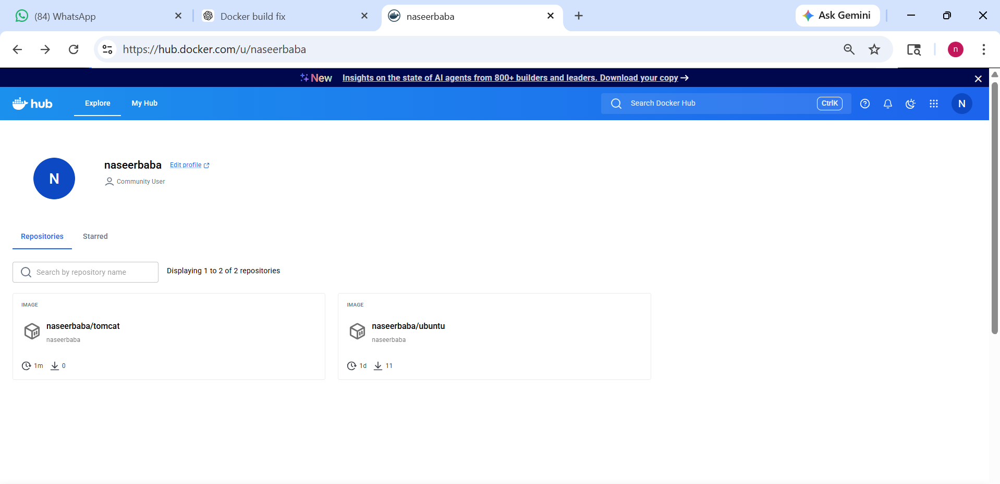 (84) WhatsApp
Docker build fix
naseerbaba
Ask Gemini
https://hub.docker.com/u/naseerbaba
n
New Insights on the state of AI agents from 800+ builders and leaders. Download your copy →
hub
Explore
My Hub
Search Docker Hub
CtrlK
N
N
naseerbaba
Edit profile
Community User
Repositories
Starred
Search by repository name
Displaying 1 to 2 of 2 repositories
IMAGE
naseerbaba/tomcat
naseerbaba
1m
0
IMAGE
naseerbaba/ubuntu
naseerbaba
1d
11